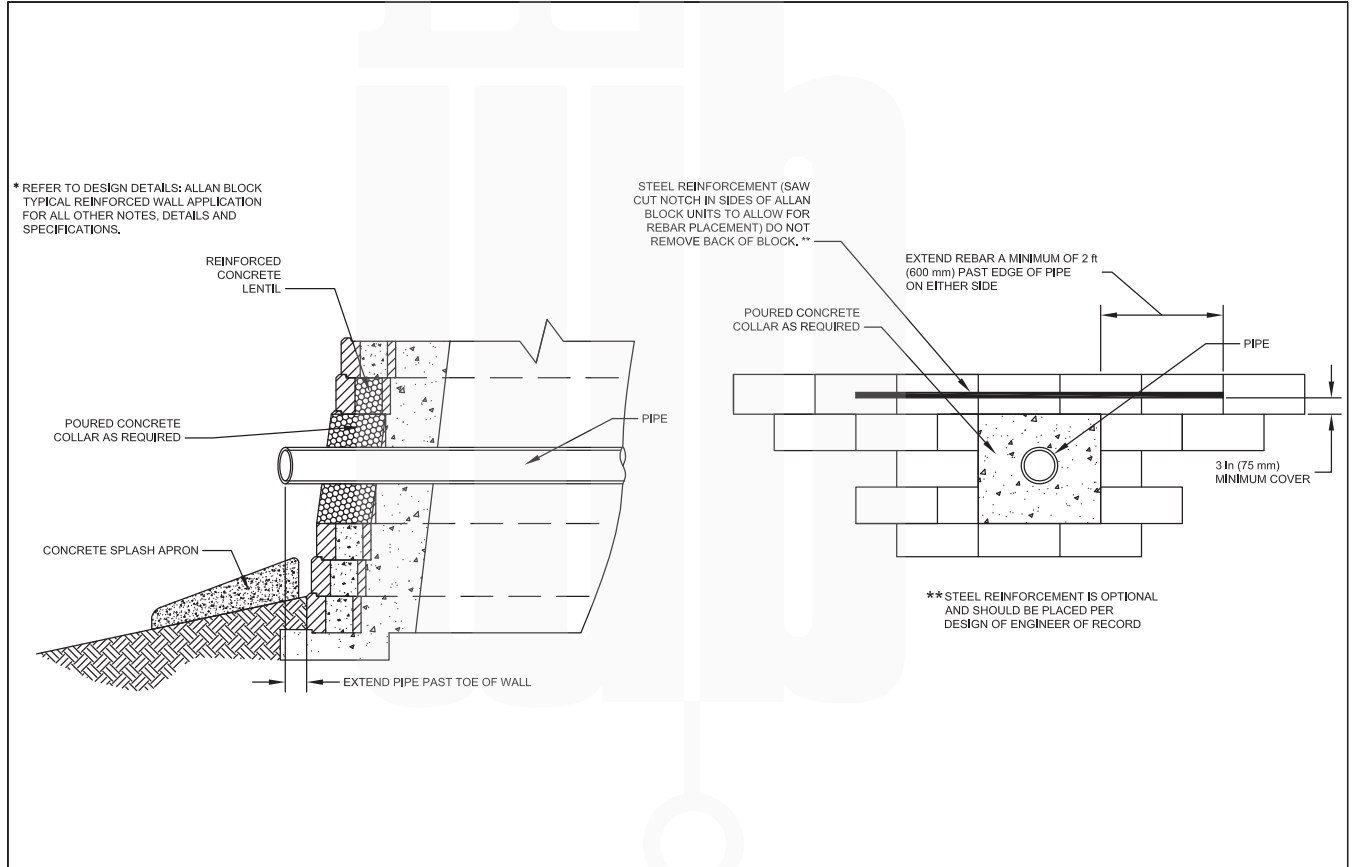 * REFER TO DESIGN DETAILS: ALLAN BLOCK
TYPICAL REINFORCED WALL APPLICATION
FOR ALL OTHER NOTES, DETAILS AND
SPECIFICATIONS.
REINFORCED
CONCRETE
LENTIL
POURED CONCRETE
COLLAR AS REQUIRED
PIPE
CONCRETE SPLASH APRON
EXTEND PIPE PAST TOE OF WALL
STEEL REINFORCEMENT (SAW
CUT NOTCH IN SIDES OF ALLAN
BLOCK UNITS TO ALLOW FOR
REBAR PLACEMENT) DO NOT
REMOVE BACK OF BLOCK. **
EXTEND REBAR A MINIMUM OF 2 ft
(600 mm) PAST EDGE OF PIPE
ON EITHER SIDE
POURED CONCRETE
COLLAR AS REQUIRED
PIPE
3 In (75 mm)
MINIMUM COVER
** STEEL REINFORCEMENT IS OPTIONAL
AND SHOULD BE PLACED PER
DESIGN OF ENGINEER OF RECORD